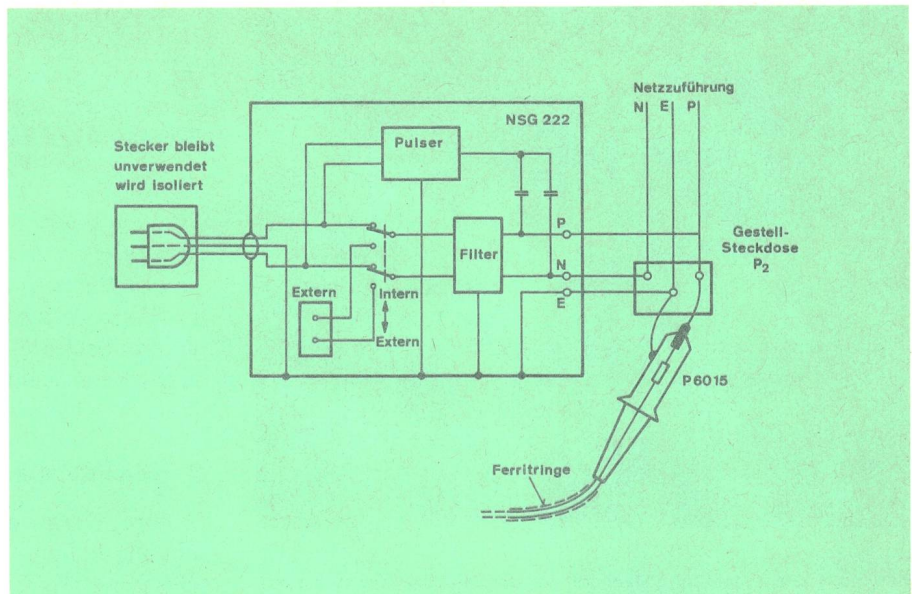 Netzzuführung
N E P
NSG 222
Pulser
Stecker bleibt
unverwendet
wird isoliert
P
Filter
N
E
Gestell-
Steckdose
P₂
Extern
Intern
Extern
P6015
Ferritringe